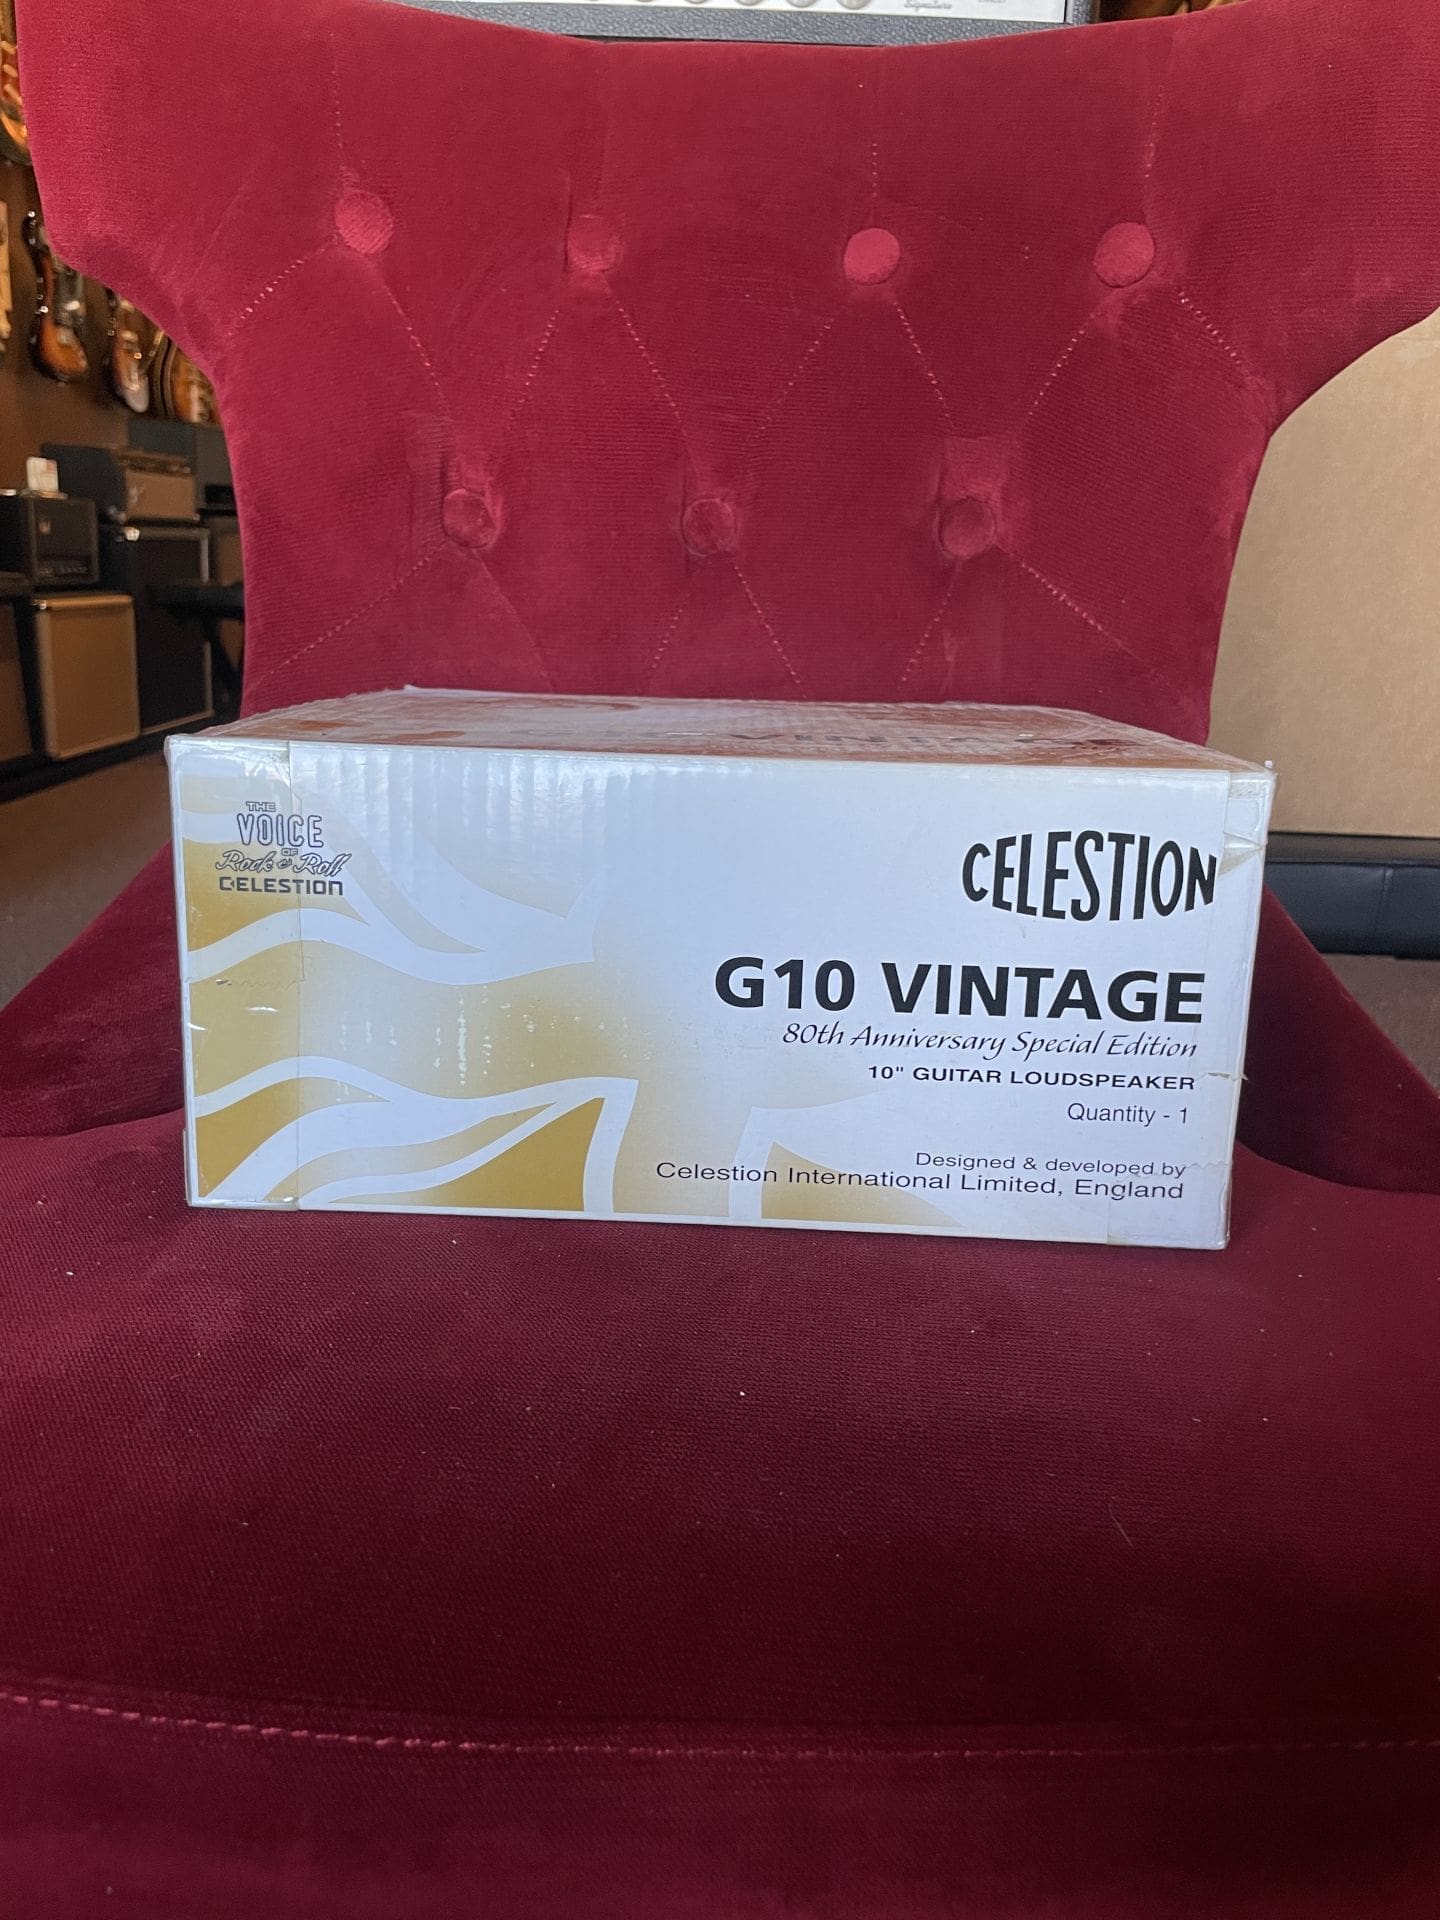 Signature
THE
VOICE
OF
Rock & Roll
CELESTION
CELESTION
G10 VINTAGE
80th Anniversary Special Edition
10" GUITAR LOUDSPEAKER
Quantity - 1
Designed & developed by
Celestion International Limited, England